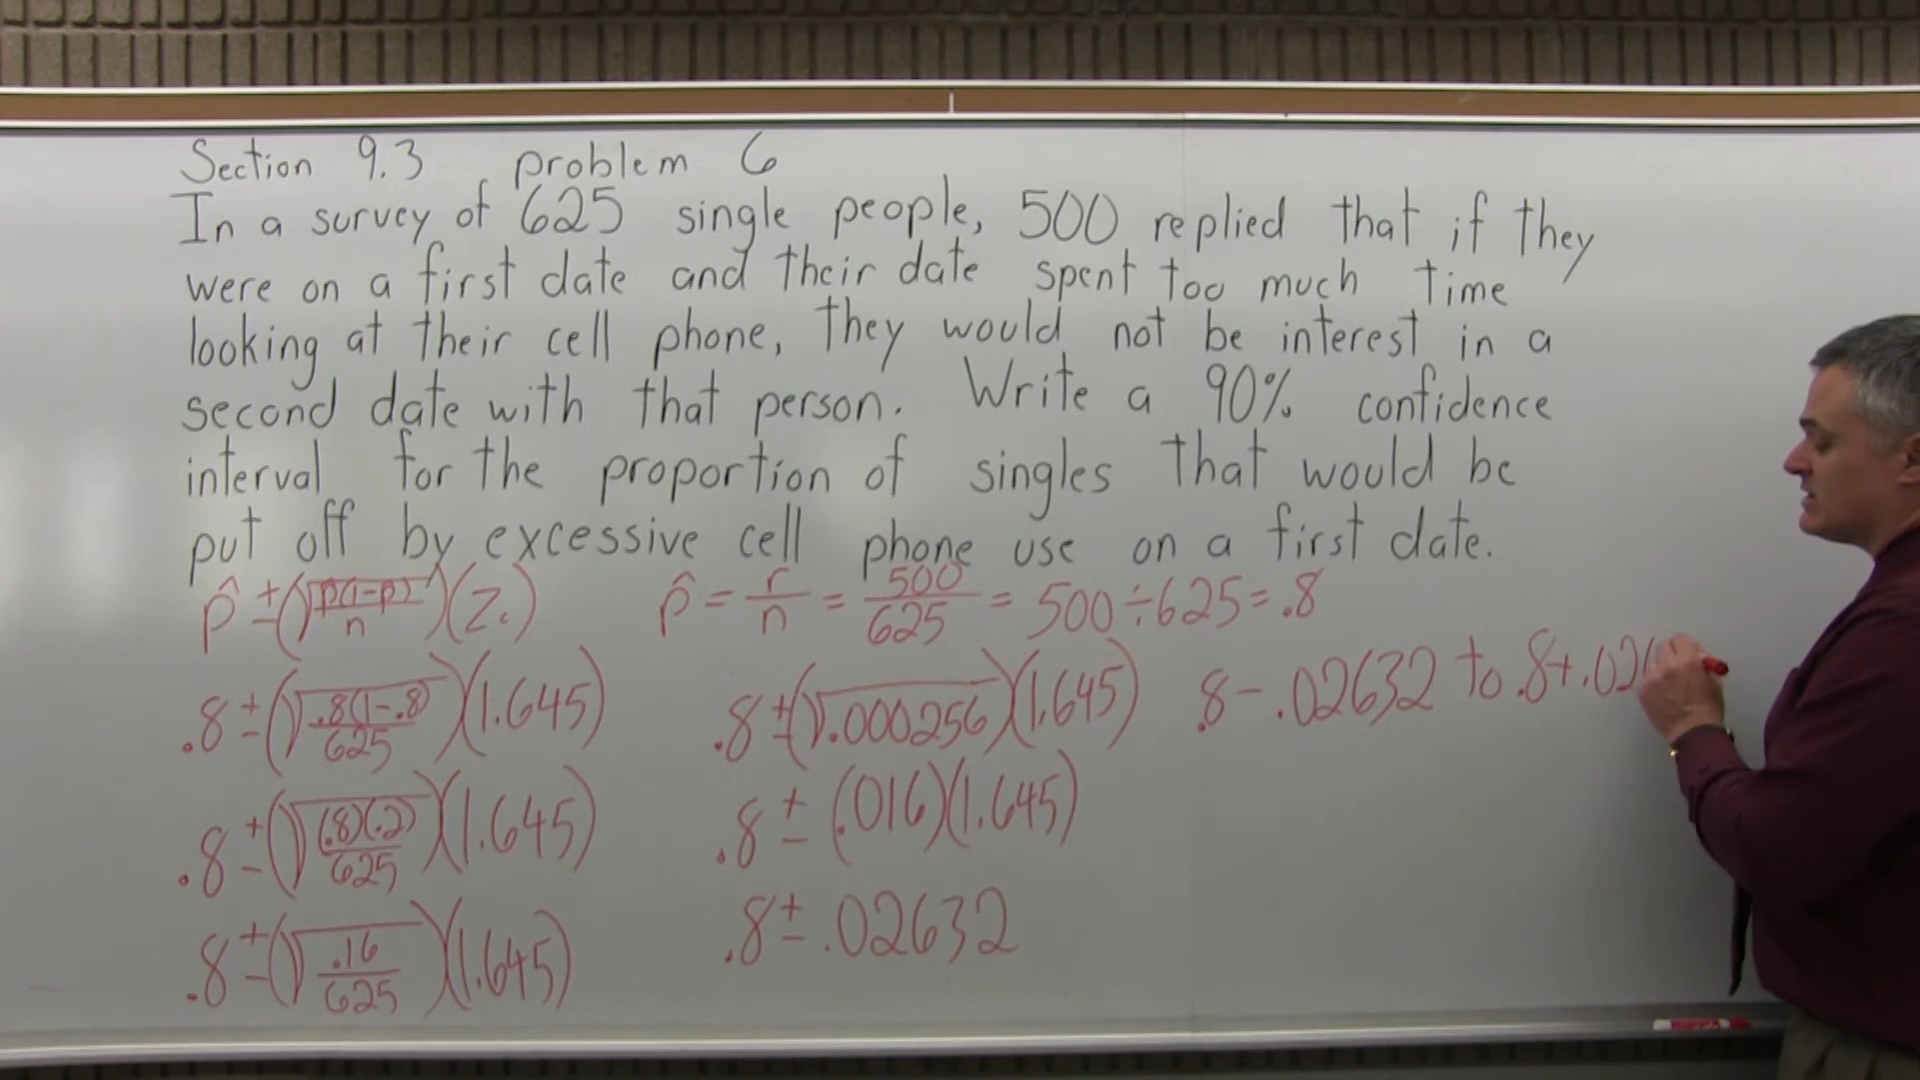 Section 9.3 problem 6
In a survey of 625 single people, 500 replied that if they
were on a first date and their date spent too much time
looking at their cell phone, they would not be interest in a
second date with that person. Write a 90% confidence
interval for the proportion of singles that would be
put off by excessive cell phone use on a first date.
p̂ ± (√(p(1-p)/n))(Z.)
p̂ = r/n = 500/625 = 500÷625 = .8
.8 ± (√(.8(1-.8)/625))(1.645)
.8 ± (√((.8)(.2)/625))(1.645)
.8 ± (√(.16/625))(1.645)
.8 ± (√.000256)(1.645)
.8 ± (.016)(1.645)
.8 ± .02632
.8 - .02632 to .8+.026